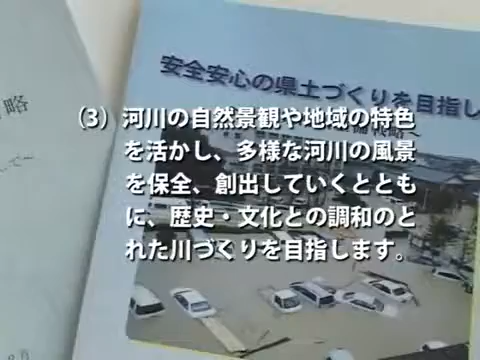 安全安心の県土づくりを目指し
略
(3) 河川の自然景観や地域の特色
を活かし、多様な河川の風景
を保全、創出していくととも
に、歴史・文化との調和のと
れた川づくりを目指します。